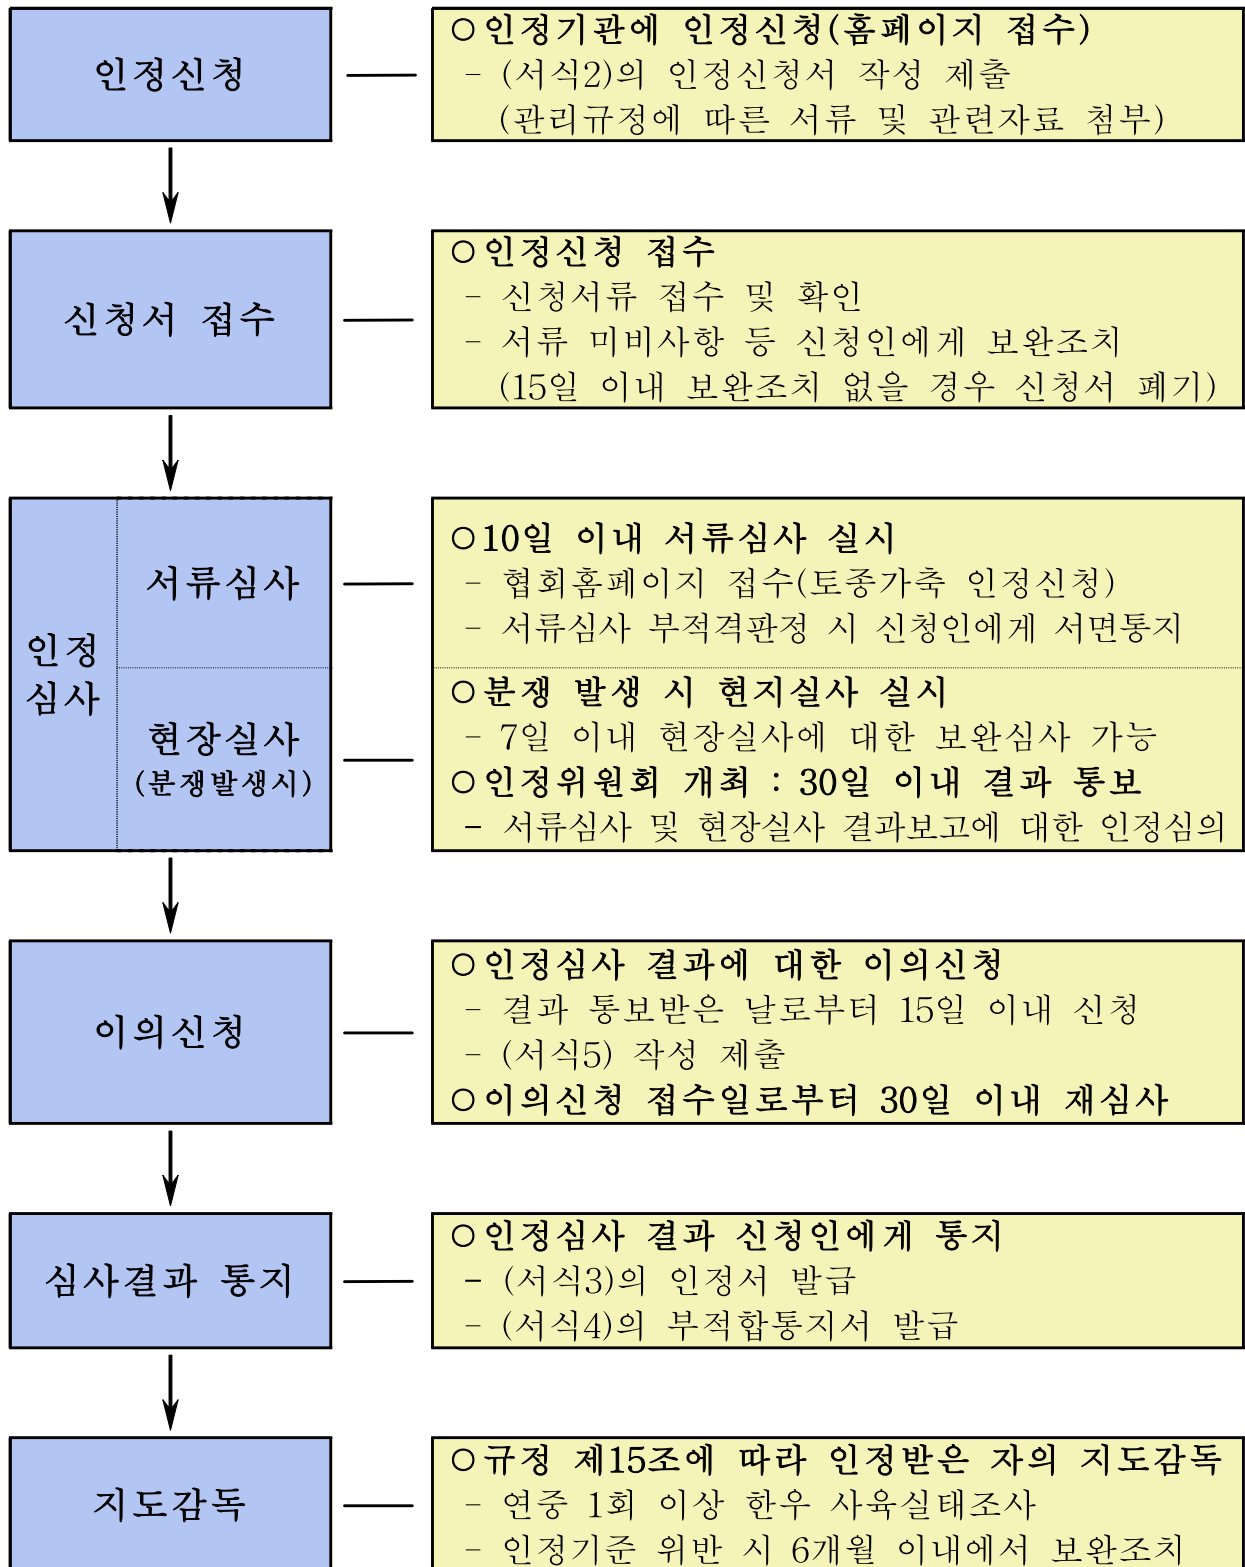 인정신청
○인정기관에 인정신청(홈페이지 접수)
- (서식2)의 인정신청서 작성 제출
(관리규정에 따른 서류 및 관련자료 첨부)
신청서 접수
○인정신청 접수
- 신청서류 접수 및 확인
- 서류 미비사항 등 신청인에게 보완조치
(15일 이내 보완조치 없을 경우 신청서 폐기)
인정
심사
서류심사
○10일 이내 서류심사 실시
- 협회홈페이지 접수(토종가축 인정신청)
- 서류심사 부적격판정 시 신청인에게 서면통지
현장실사
(분쟁발생시)
○분쟁 발생 시 현지실사 실시
- 7일 이내 현장실사에 대한 보완심사 가능
○인정위원회 개최 : 30일 이내 결과 통보
- 서류심사 및 현장실사 결과보고에 대한 인정심의
이의신청
○인정심사 결과에 대한 이의신청
- 결과 통보받은 날로부터 15일 이내 신청
- (서식5) 작성 제출
○이의신청 접수일로부터 30일 이내 재심사
심사결과 통지
○인정심사 결과 신청인에게 통지
- (서식3)의 인정서 발급
- (서식4)의 부적합통지서 발급
지도감독
○규정 제15조에 따라 인정받은 자의 지도감독
- 연중 1회 이상 한우 사육실태조사
- 인정기준 위반 시 6개월 이내에서 보완조치